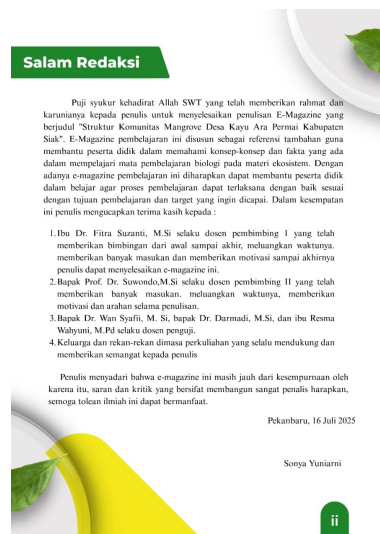 Salam Redaksi
Puji syukur kehadirat Allah SWT yang telah memberikan rahmat dan
karunianya kepada penulis untuk menyelesaikan penulisan E-Magazine yang
berjudul "Struktur Komunitas Mangrove Desa Kayu Ara Permai Kabupaten
Siak". E-Magazine pembelajaran ini disusun sebagai referensi tambahan guna
membantu peserta didik dalam memahami konsep-konsep dan fakta yang ada
dalam mempelajari mata pembelajaran biologi pada materi ekosistem. Dengan
adanya e-magazine pembelajaran ini diharapkan dapat membantu peserta didik
dalam belajar agar proses pembelajaran dapat terlaksana dengan baik sesuai
dengan tujuan pembelajaran dan target yang ingin dicapai. Dalam kesempatan
ini penulis mengucapkan terima kasih kepada :
1.Ibu Dr. Fitra Suzanti, M.Si selaku dosen pembimbing I yang telah
memberikan bimbingan dari awal sampai akhir, meluangkan waktunya.
memberikan banyak masukan dan memberikan motivasi sampai akhirnya
penulis dapat menyelesaikan e-magazine ini.
2.Bapak Prof. Dr. Suwondo,M.Si selaku dosen pembimbing II yang telah
memberikan banyak masukan. meluangkan waktunya, memberikan
motivasi dan arahan selama penulisan.
3.Bapak Dr. Wan Syafii, M. Si, bapak Dr. Darmadi, M.Si, dan ibu Resma
Wahyuni, M.Pd selaku dosen penguji.
4.Keluarga dan rekan-rekan dimasa perkuliahan yang selalu mendukung dan
memberikan semangat kepada penulis
Penulis menyadari bahwa e-magazine ini masih jauh dari kesempurnaan oleh
karena itu, saran dan kritik yang bersifat membangun sangat penalis harapkan,
semoga tolean ilmiah ini dapat bermanfaat.
Pekanbaru, 16 Juli 2025
Sonya Yuniarni
ii